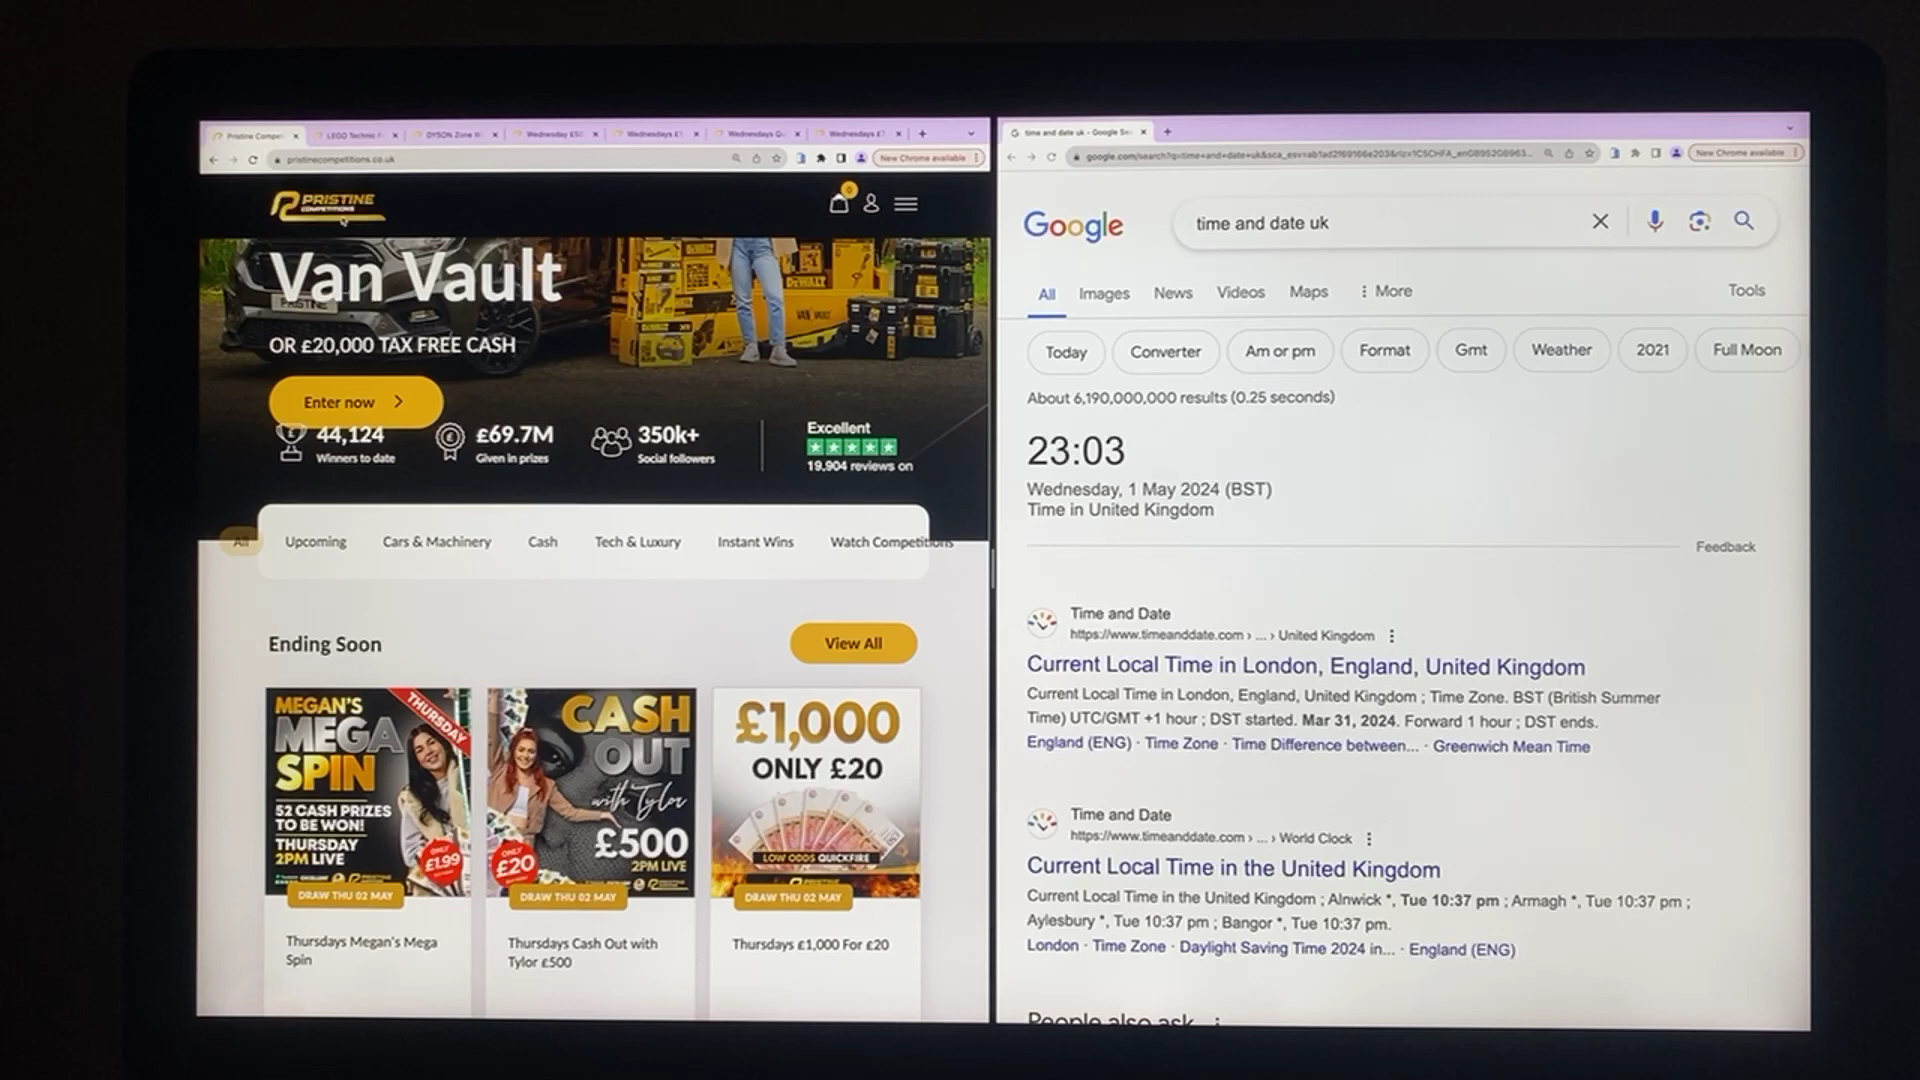 Pristine Compet
LEGO Technic F
DYSON Zone W
Wednesday £50
Wednesdays £1
Wednesdays Q
Wednesdays £7
pristinecompetitions.co.uk
New Chrome available
PRISTINE
COMPETITIONS
0
Van Vault
PRISTINE
DEWALT
VAN VAULT
OR £20,000 TAX FREE CASH
Enter now
44,124
Winners to date
£69.7M
Given in prizes
350k+
Social followers
Excellent
19,904 reviews on
All
Upcoming
Cars & Machinery
Cash
Tech & Luxury
Instant Wins
Watch Competitions
Ending Soon
View All
MEGAN'S
MEGA
SPIN
THURSDAY
52 CASH PRIZES
TO BE WON!
THURSDAY
2PM LIVE
ONLY
£1.99
DRAW THU 02 MAY
Thursdays Megan's Mega
Spin
CASH
OUT
with Tylor
£500
2PM LIVE
ONLY
£20
DRAW THU 02 MAY
Thursdays Cash Out with
Tylor £500
£1,000
ONLY £20
LOW ODDS QUICKFIRE
DRAW THU 02 MAY
Thursdays £1,000 For £20
time and date uk - Google Se
New Chrome available
Google
time and date uk
All
Images
News
Videos
Maps
More
Tools
Today
Converter
Am or pm
Format
Gmt
Weather
2021
Full Moon
About 6,190,000,000 results (0.25 seconds)
23:03
Wednesday, 1 May 2024 (BST)
Time in United Kingdom
Feedback
Time and Date
https://www.timeanddate.com › ... › United Kingdom
Current Local Time in London, England, United Kingdom
Current Local Time in London, England, United Kingdom ; Time Zone. BST (British Summer
Time) UTC/GMT +1 hour ; DST started. Mar 31, 2024. Forward 1 hour ; DST ends.
England (ENG) · Time Zone · Time Difference between... · Greenwich Mean Time
Time and Date
https://www.timeanddate.com › ... › World Clock
Current Local Time in the United Kingdom
Current Local Time in the United Kingdom ; Alnwick *, Tue 10:37 pm ; Armagh *, Tue 10:37 pm ;
Aylesbury *, Tue 10:37 pm ; Bangor *, Tue 10:37 pm.
London · Time Zone · Daylight Saving Time 2024 in... · England (ENG)
People also ask